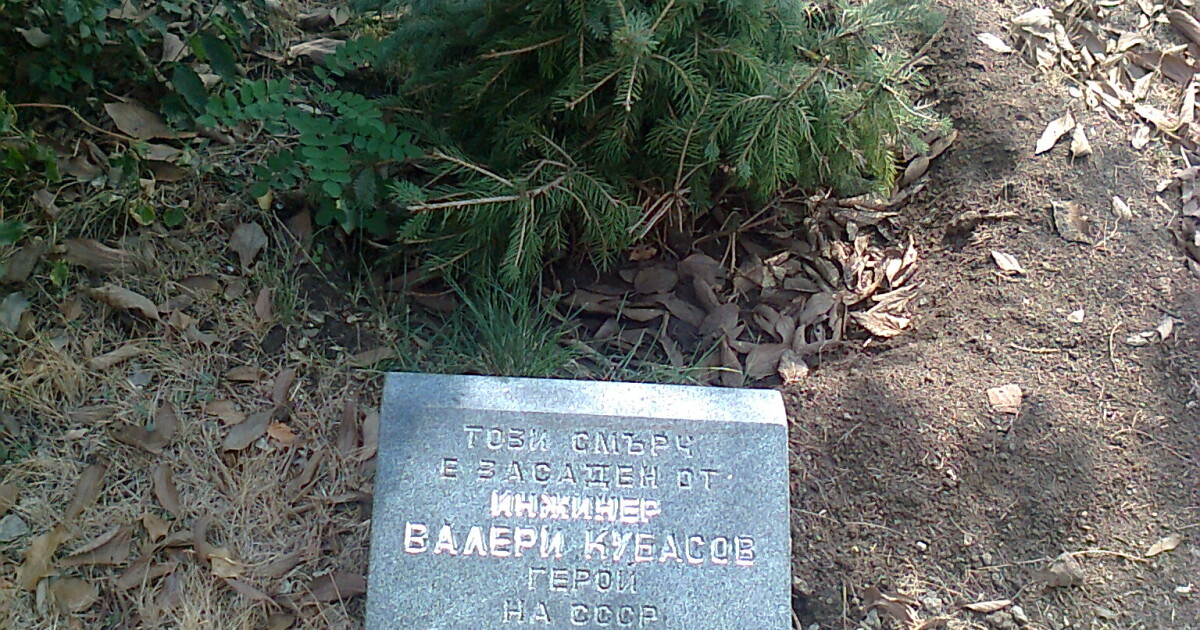 ТОЗИ СМЪРЧ
Е ЗАСАДЕН ОТ
ИНЖИНЕР
ВАЛЕРИ КУБАСОВ
ГЕРОЙ
НА СССР